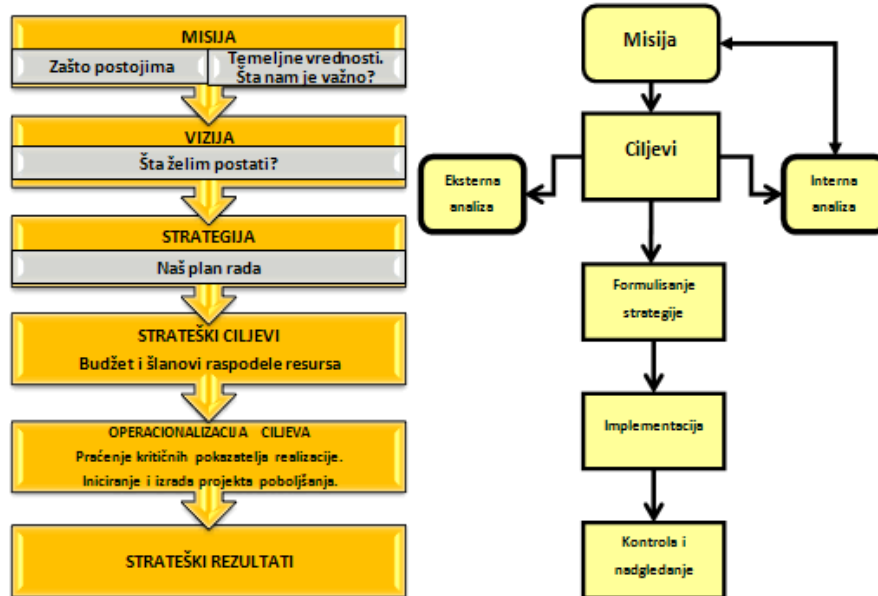 MISIJA
Zašto postojima
Temeljne vrednosti.
Šta nam je važno?
VIZIJA
Šta želim postati?
STRATEGIJA
Naš plan rada
STRATEŠKI CILJEVI
Budžet i šlanovi raspodele resursa
OPERACIONALIZACIJA CILJEVA
Praćenje kritičnih pokazatelja realizacije.
Iniciranje i izrada projekta poboljšanja.
STRATEŠKI REZULTATI
Misija
Ciljevi
Eksterna
analiza
Interna
analiza
Formulisanje
strategije
Implementacija
Kontrola i
nadgledanje